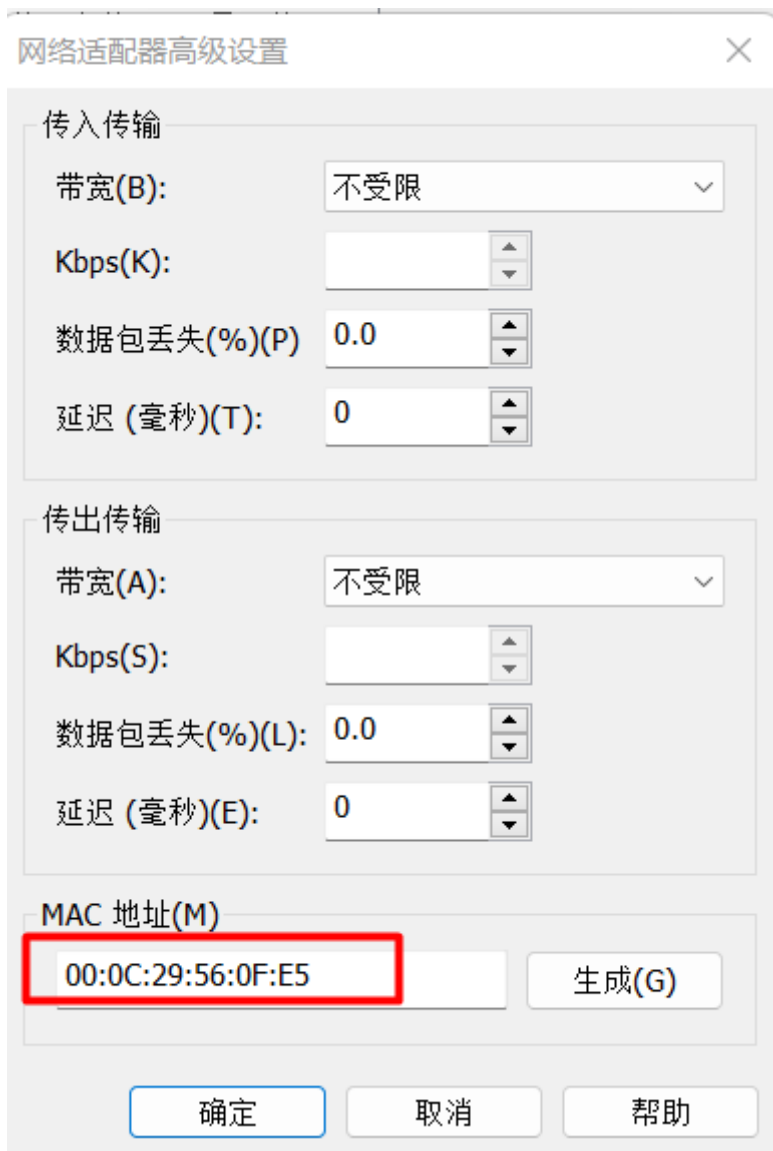 网络适配器高级设置
传入传输
带宽(B): 不受限
Kbps(K):
数据包丢失(%)(P) 0.0
延迟 (毫秒)(T): 0
传出传输
带宽(A): 不受限
Kbps(S):
数据包丢失(%)(L): 0.0
延迟 (毫秒)(E): 0
MAC 地址(M)
00:0C:29:56:0F:E5 生成(G)
确定 取消 帮助